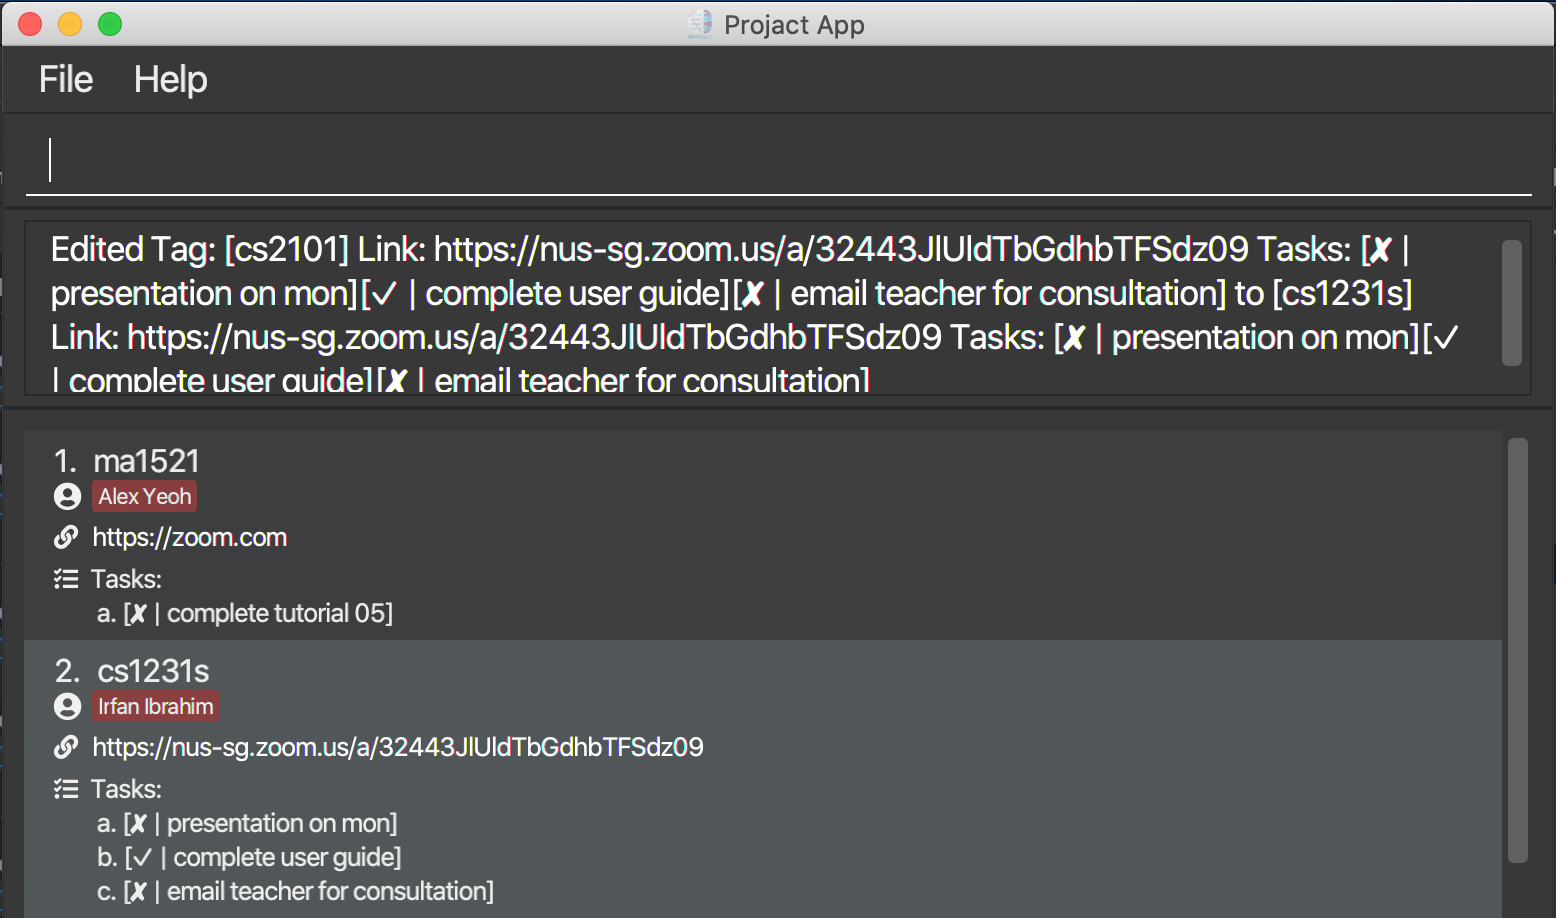 Projact App
File Help
Edited Tag: [cs2101] Link: https://nus-sg.zoom.us/a/32443JlUldTbGdhbTFSdz09 Tasks: [✘ |
presentation on mon][✓ | complete user guide][✘ | email teacher for consultation] to [cs1231s]
Link: https://nus-sg.zoom.us/a/32443JlUldTbGdhbTFSdz09 Tasks: [✘ | presentation on mon][✓
| complete user guide][✘ | email teacher for consultation]
1. ma1521
Alex Yeoh
https://zoom.com
Tasks:
a. [✘ | complete tutorial 05]
2. cs1231s
Irfan Ibrahim
https://nus-sg.zoom.us/a/32443JlUldTbGdhbTFSdz09
Tasks:
a. [✘ | presentation on mon]
b. [✓ | complete user guide]
c. [✘ | email teacher for consultation]